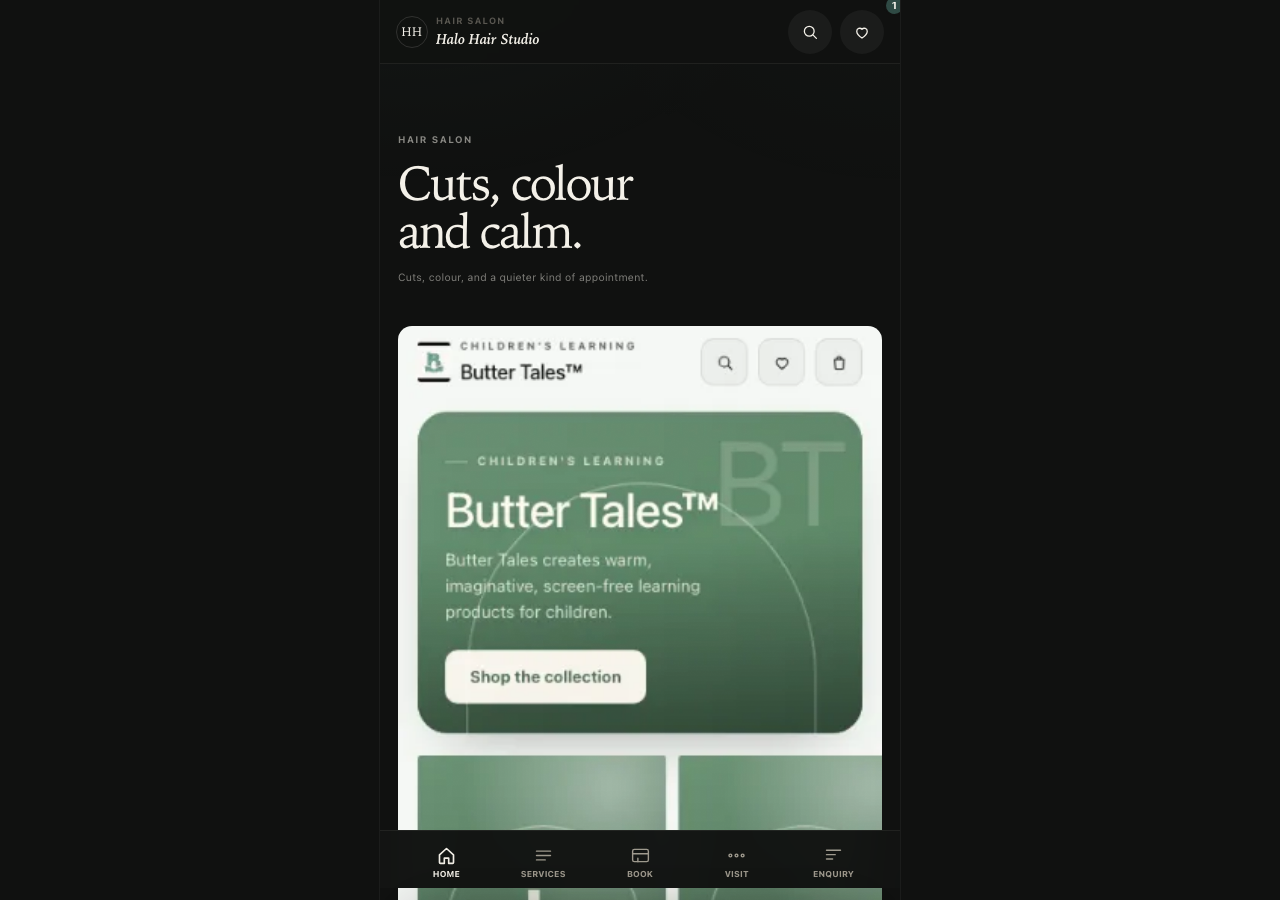 HH
HAIR SALON
Halo Hair Studio
1
HAIR SALON
Cuts, colour
and calm.
Cuts, colour, and a quieter kind of appointment.
B
CHILDREN'S LEARNING
Butter Tales™
BT
CHILDREN'S LEARNING
Butter Tales™
Butter Tales creates warm,
imaginative, screen-free learning
products for children.
Shop the collection
HOME
SERVICES
BOOK
VISIT
ENQUIRY